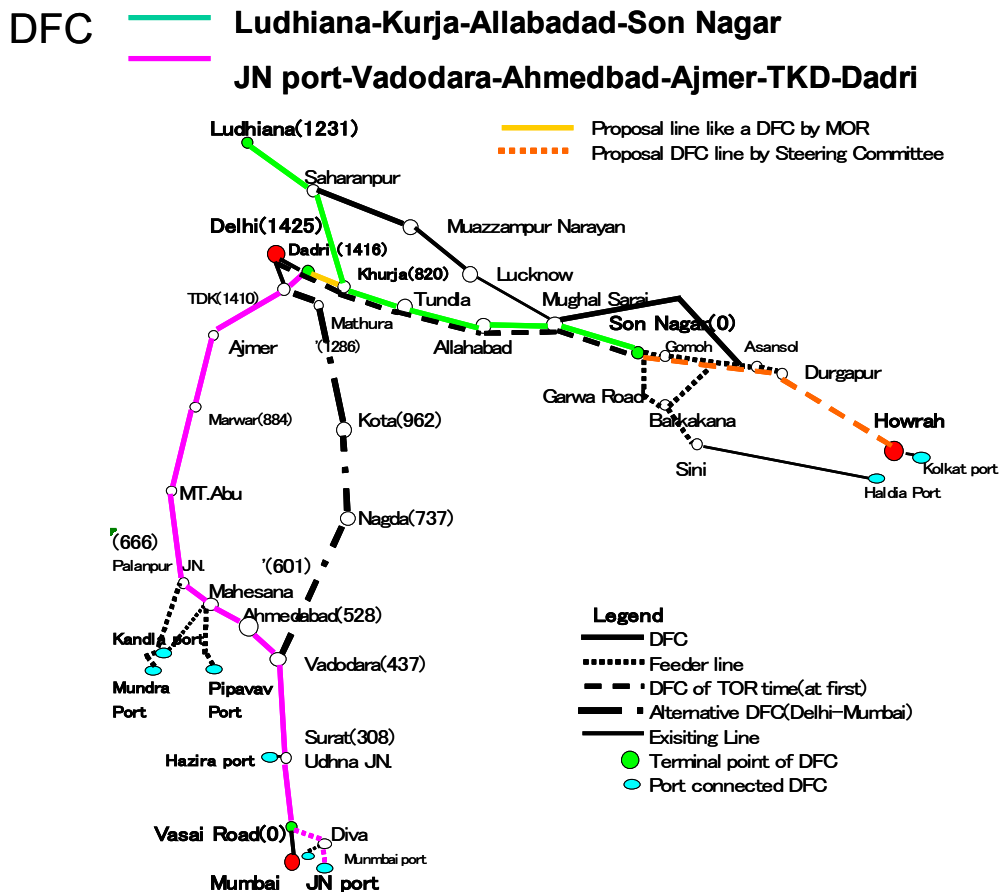 DFC
Ludhiana-Kurja-Allabadad-Son Nagar
JN port-Vadodara-Ahmedbad-Ajmer-TKD-Dadri
Ludhiana(1231)
Proposal line like a DFC by MOR
Proposal DFC line by Steering Committee
Saharanpur
Delhi(1425)
Muazzampur Narayan
Dadri (1416)
Khurja(820)
Lucknow
TDK(1410)
Tundla
Mughal Sarai
Mathura
Son Nagar(0)
'(1286)
Ajmer
Allahabad
Gomoh
Asansol
Durgapur
Garwa Road
Marwar(884)
Kota(962)
Barkakana
Howrah
Sini
Kolkat port
MT.Abu
Haldia Port
Nagda(737)
(666)
Palanpur JN.
'(601)
Mahesana
Ahmedabad(528)
Legend
Kandla port
DFC
Vadodara(437)
Feeder line
Mundra
Port
Pipavav
Port
DFC of TOR time(at first)
Alternative DFC(Delhi-Mumbai)
Surat(308)
Exisiting Line
Hazira port
Udhna JN.
Terminal point of DFC
Port connected DFC
Vasai Road(0)
Diva
Munmbai port
Mumbai
JN port